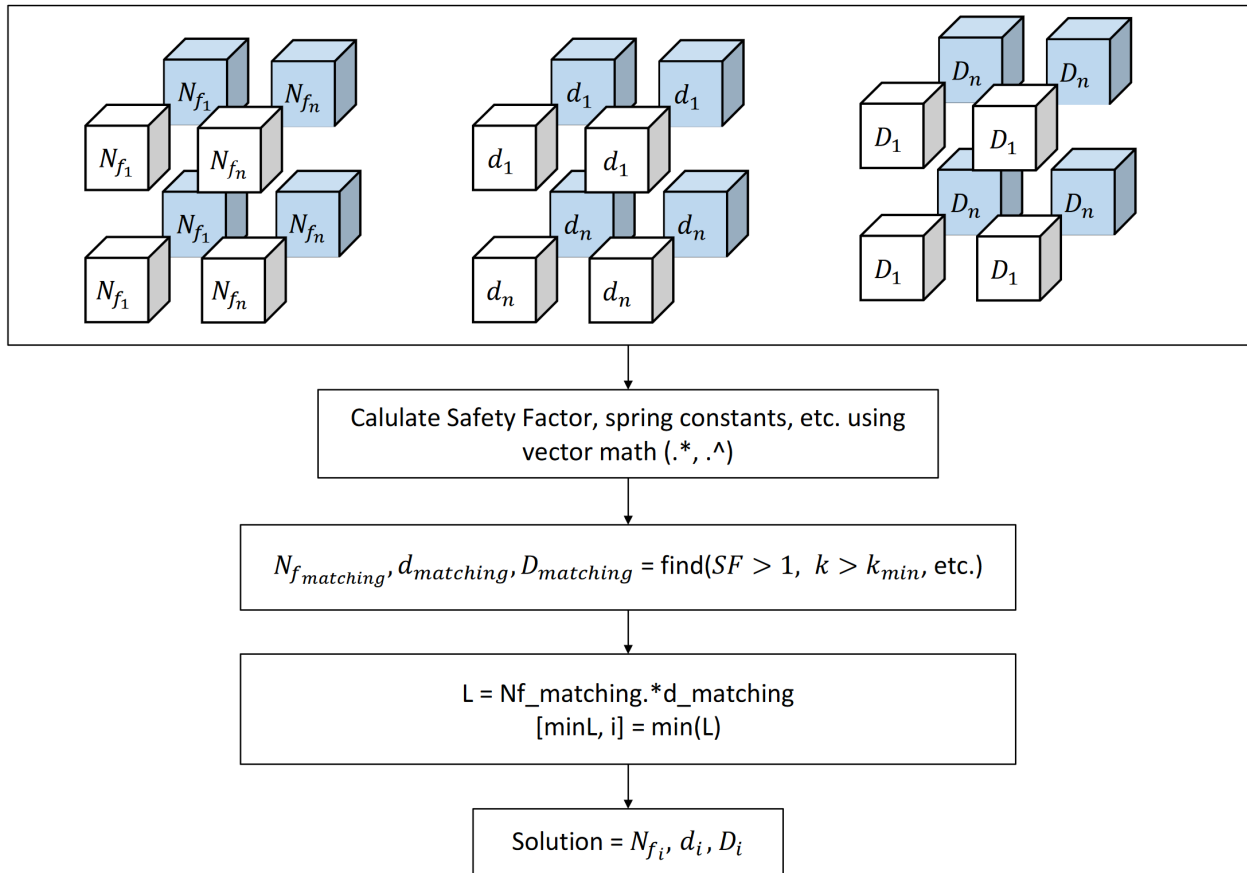 N_{f_1} N_{f_n} d_1 d_1 D_n D_n
N_{f_1} N_{f_n} d_1 d_1 D_1 D_1
N_{f_1} N_{f_n} d_n d_n D_n D_n
N_{f_1} N_{f_n} d_n d_n D_1 D_1
Calulate Safety Factor, spring constants, etc. using
vector math (.*, .^)
N_{f_{matching}}, d_{matching}, D_{matching} = find(SF > 1, k > k_{min}, etc.)
L = Nf_matching.*d_matching
[minL, i] = min(L)
Solution = N_{f_i}, d_i, D_i